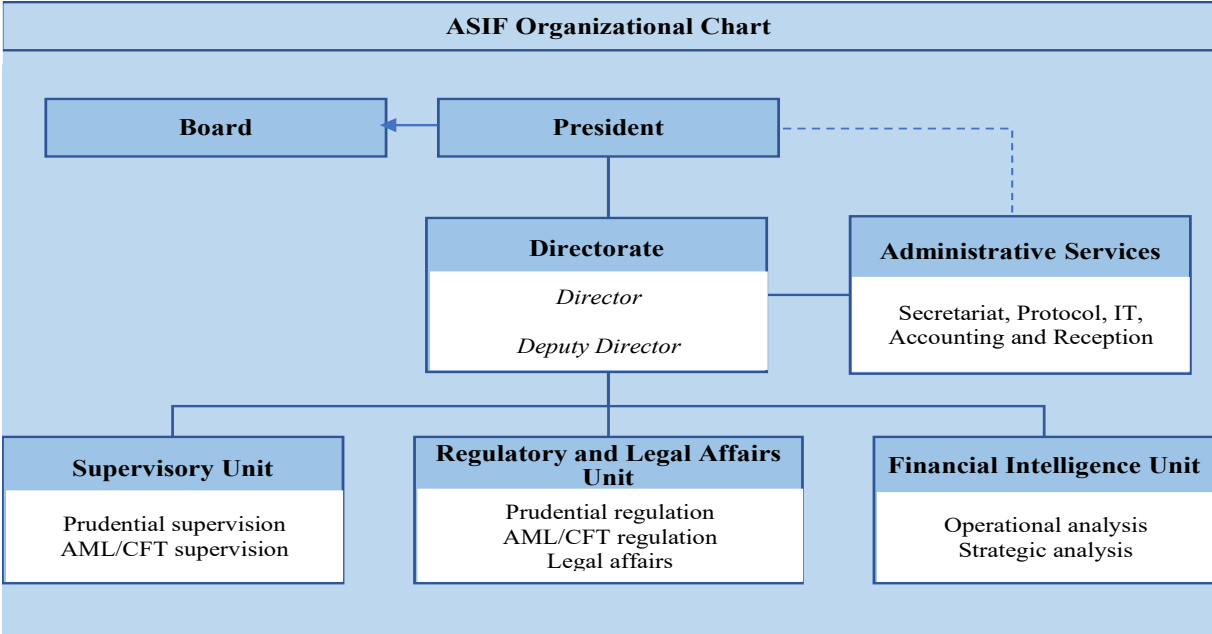 ASIF Organizational Chart
Board
President
Directorate
Director
Deputy Director
Administrative Services
Secretariat, Protocol, IT,
Accounting and Reception
Supervisory Unit
Prudential supervision
AML/CFT supervision
Regulatory and Legal Affairs
Unit
Prudential regulation
AML/CFT regulation
Legal affairs
Financial Intelligence Unit
Operational analysis
Strategic analysis